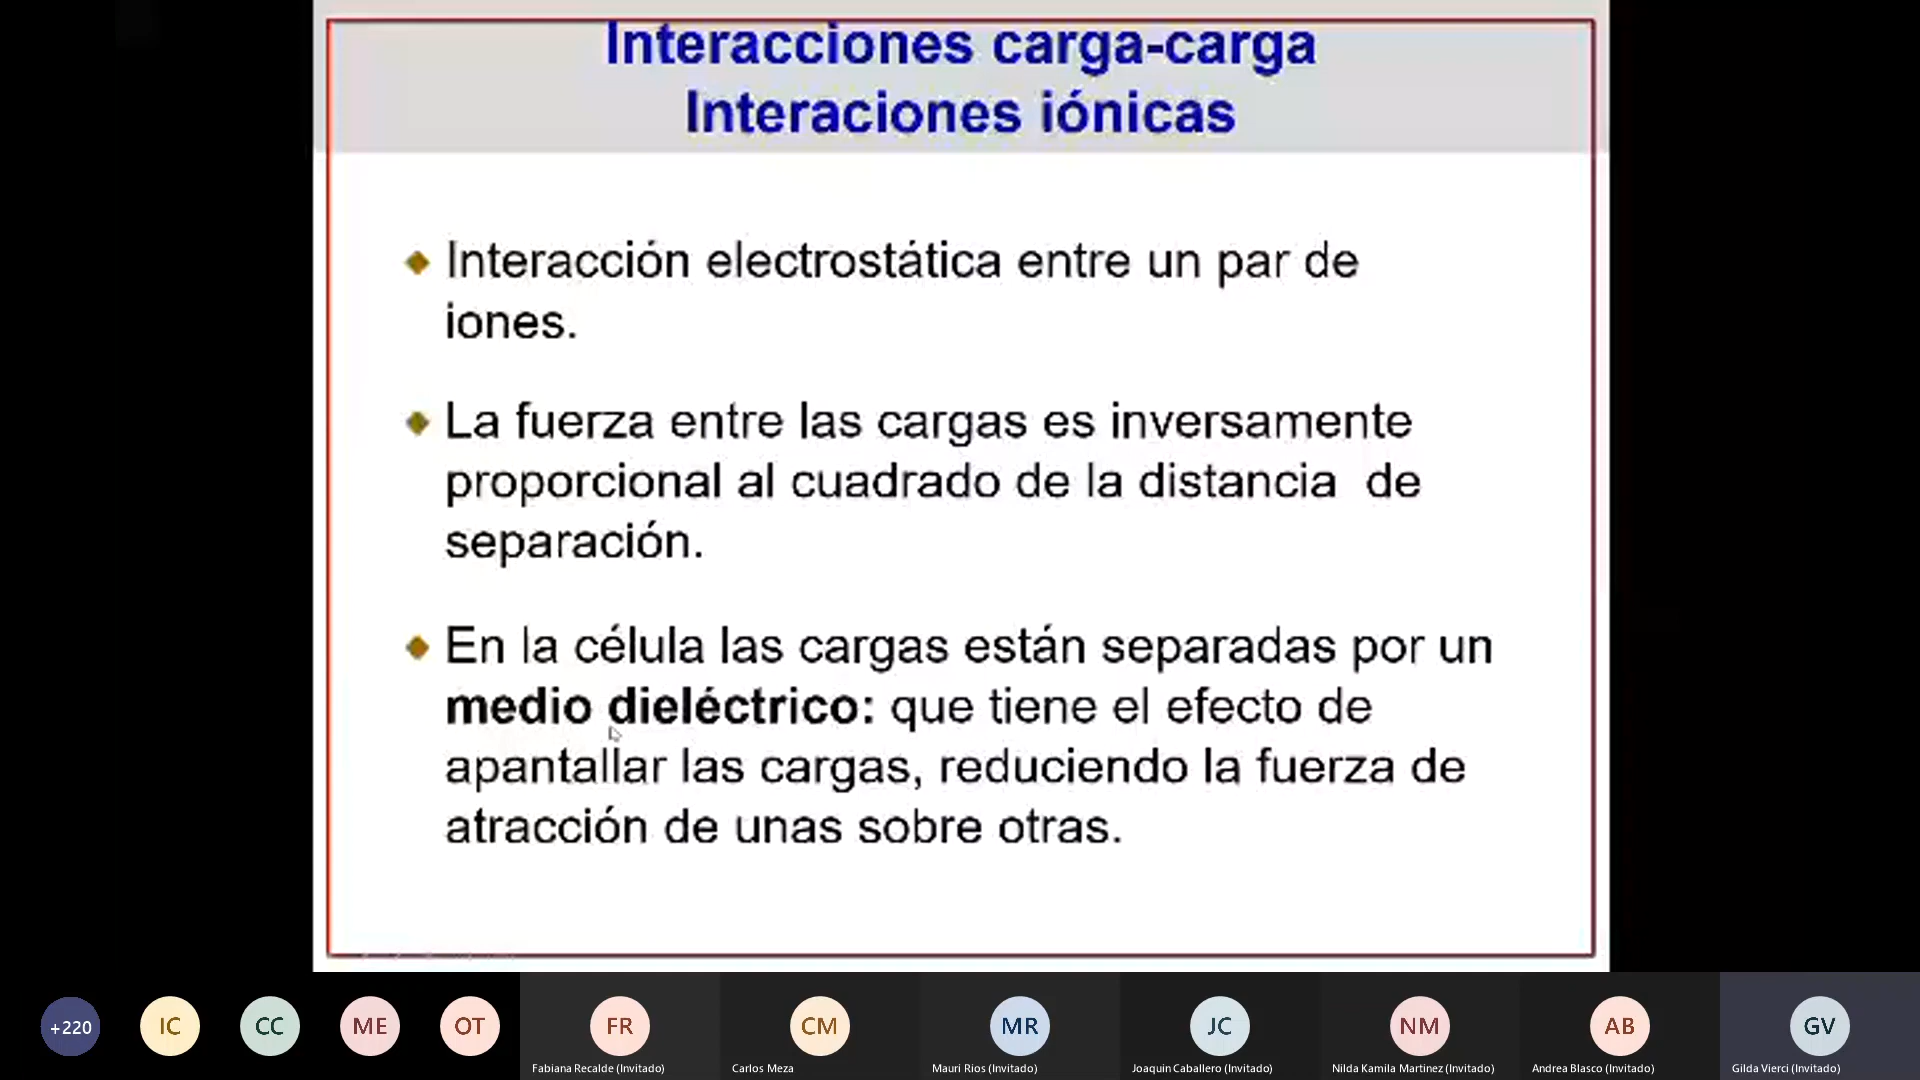 Interacciones carga-carga
Interaciones iónicas
Interacción electrostática entre un par de
iones.
La fuerza entre las cargas es inversamente
proporcional al cuadrado de la distancia de
separación.
En la célula las cargas están separadas por un
medio dieléctrico: que tiene el efecto de
apantallar las cargas, reduciendo la fuerza de
atracción de unas sobre otras.
+220 IC CC ME OT FR CM MR JC NM AB GV
Fabiana Recalde (Invitado) Carlos Meza Mauri Rios (Invitado) Joaquin Caballero (Invitado) Nilda Kamila Martinez (Invitado) Andrea Blasco (Invitado) Gilda Vierci (Invitado)